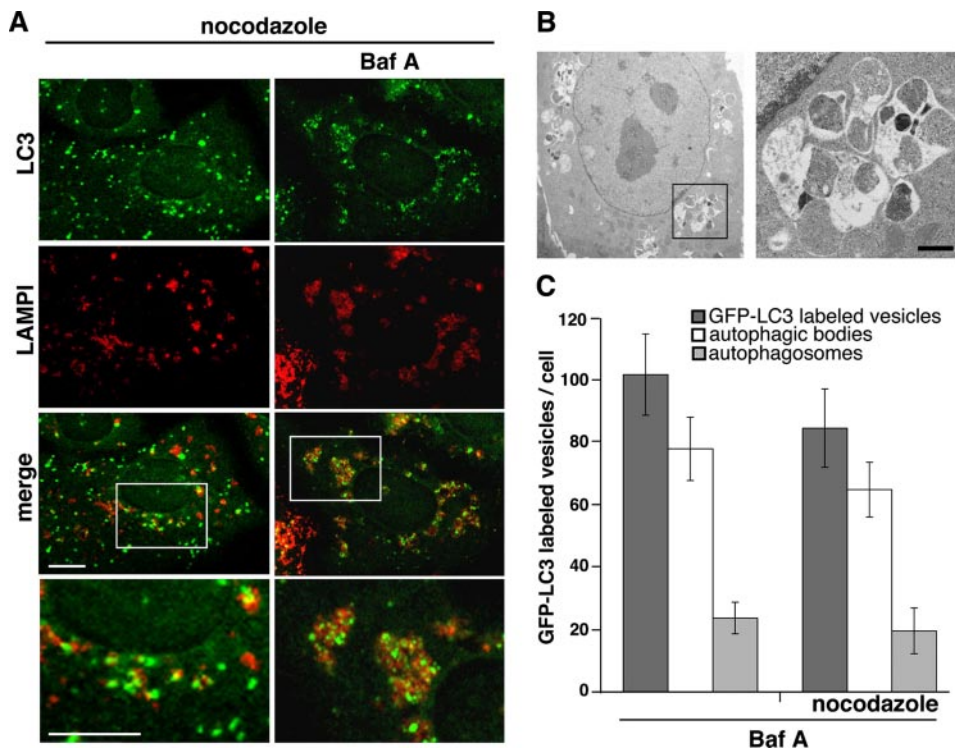 A
nocodazole
Baf A
LC3
LAMPI
merge
B
C
GFP-LC3 labeled vesicles / cell
120
100
80
60
40
20
0
GFP-LC3 labeled vesicles
autophagic bodies
autophagosomes
nocodazole
Baf A